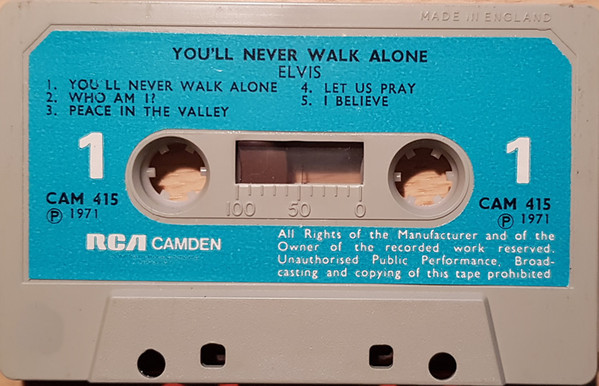 MADE IN ENGLAND
YOU'LL NEVER WALK ALONE
ELVIS
1. YOU'LL NEVER WALK ALONE
2. WHO AM I?
3. PEACE IN THE VALLEY
4. LET US PRAY
5. I BELIEVE
1
1
CAM 415
℗ 1971
100 50 0
CAM 415
℗ 1971
RCA CAMDEN
All Rights of the Manufacturer and of the
Owner of the recorded work reserved.
Unauthorised Public Performance, Broad-
casting and copying of this tape prohibited